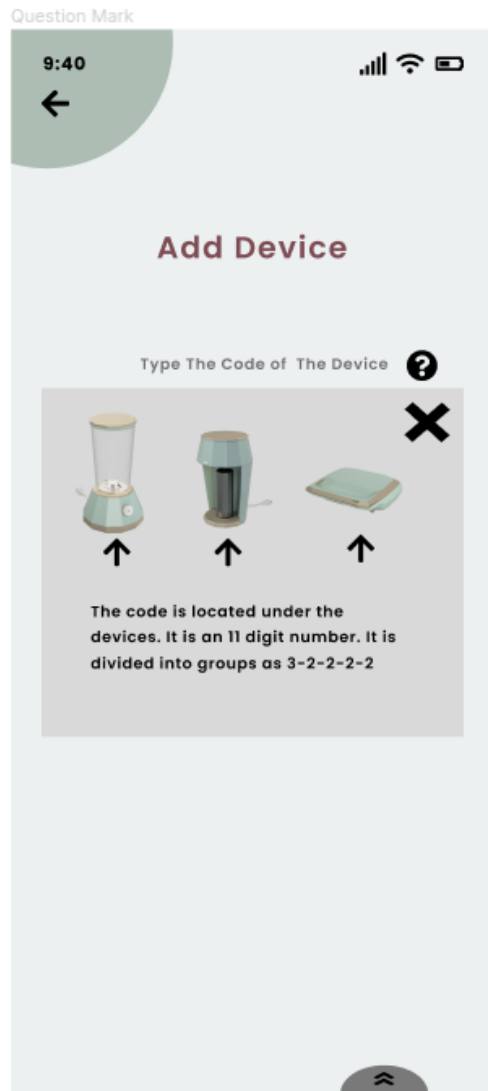 Question Mark
9:40
Add Device
Type The Code of The Device
?
The code is located under the
devices. It is an 11 digit number. It is
divided into groups as 3-2-2-2-2